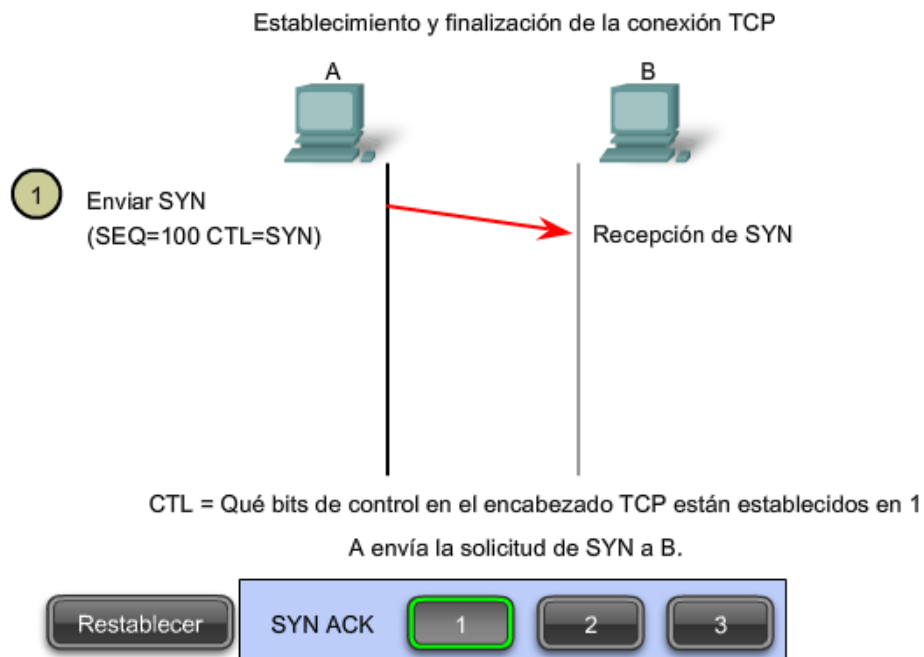 Establecimiento y finalización de la conexión TCP
A
B
1
Enviar SYN
(SEQ=100 CTL=SYN)
Recepción de SYN
CTL = Qué bits de control en el encabezado TCP están establecidos en 1
A envía la solicitud de SYN a B.
Restablecer
SYN ACK
1
2
3